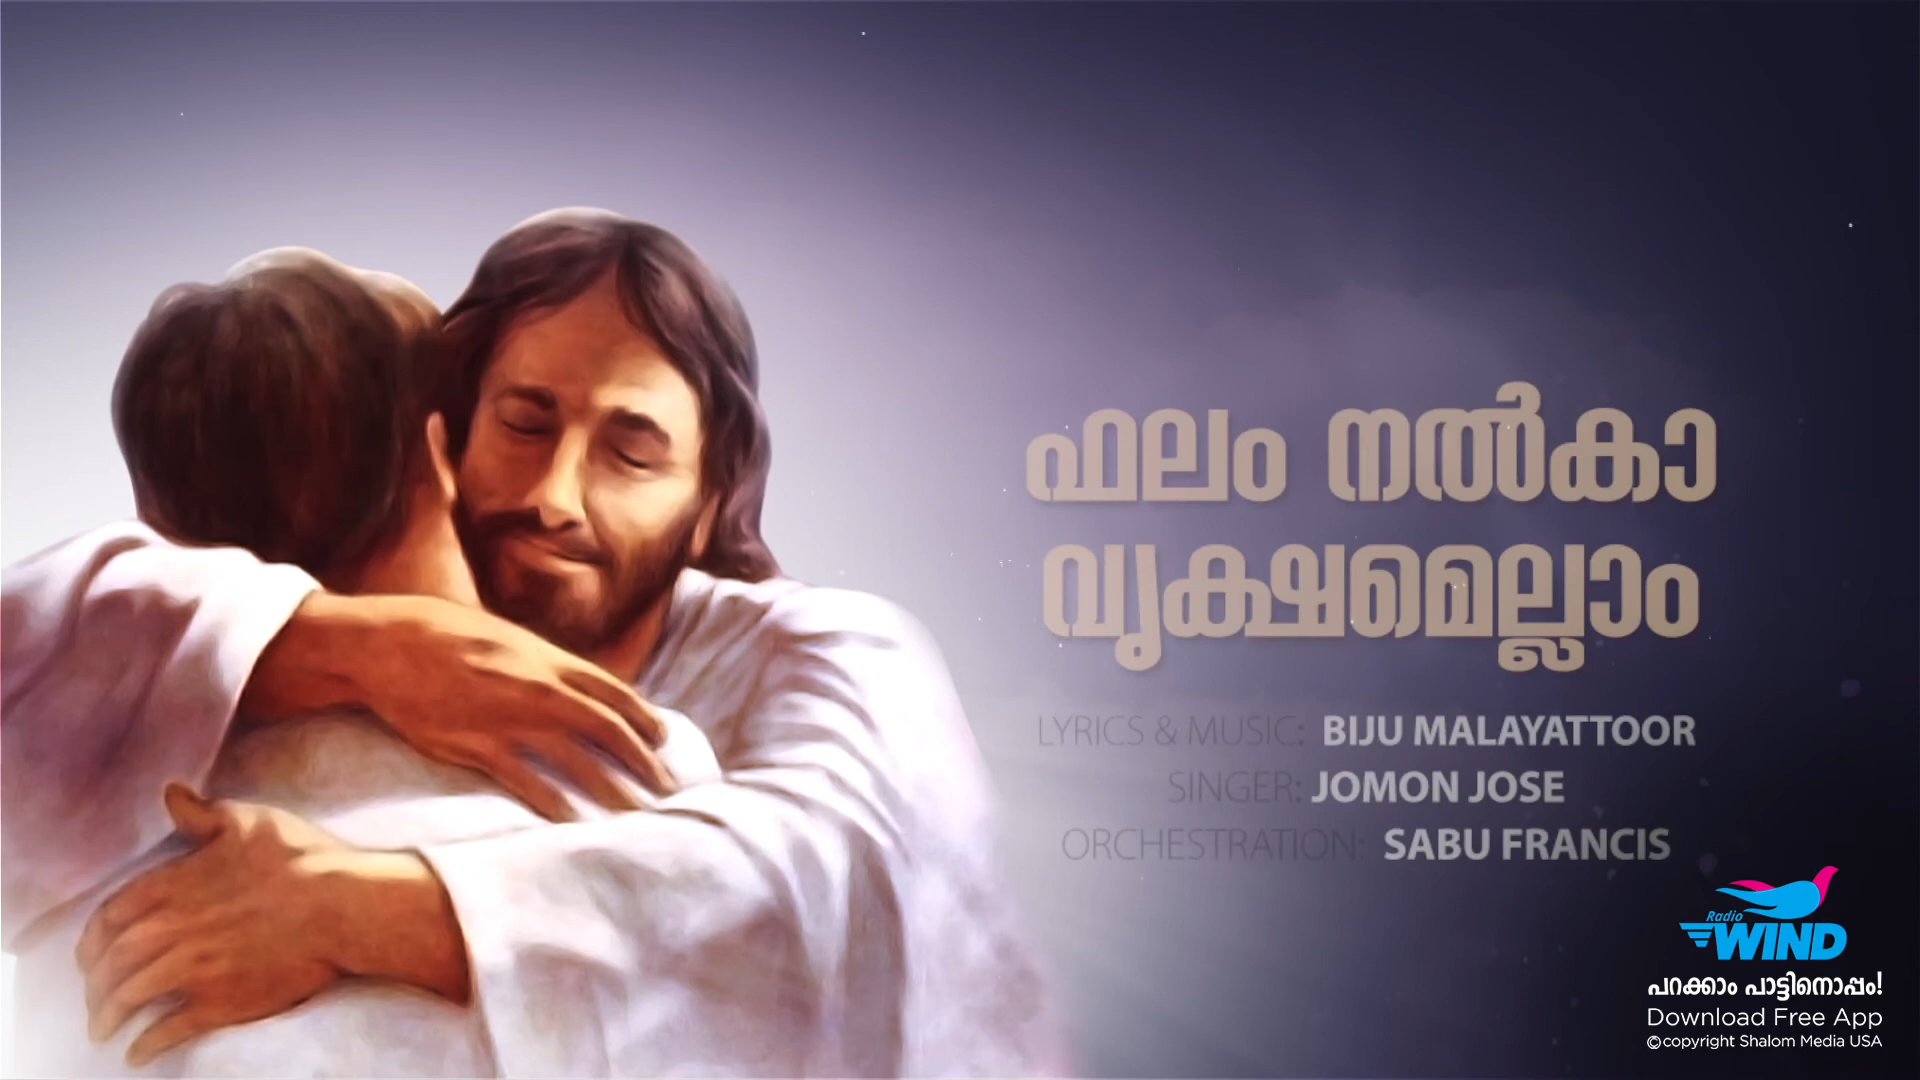 ഫലം നൽകാ
വൃക്ഷമെല്ലാം
LYRICS & MUSIC: BIJU MALAYATTOOR
SINGER: JOMON JOSE
ORCHESTRATION: SABU FRANCIS
Radio
WIND
പറക്കാം പാട്ടിനൊപ്പം!
Download Free App
©copyright Shalom Media USA